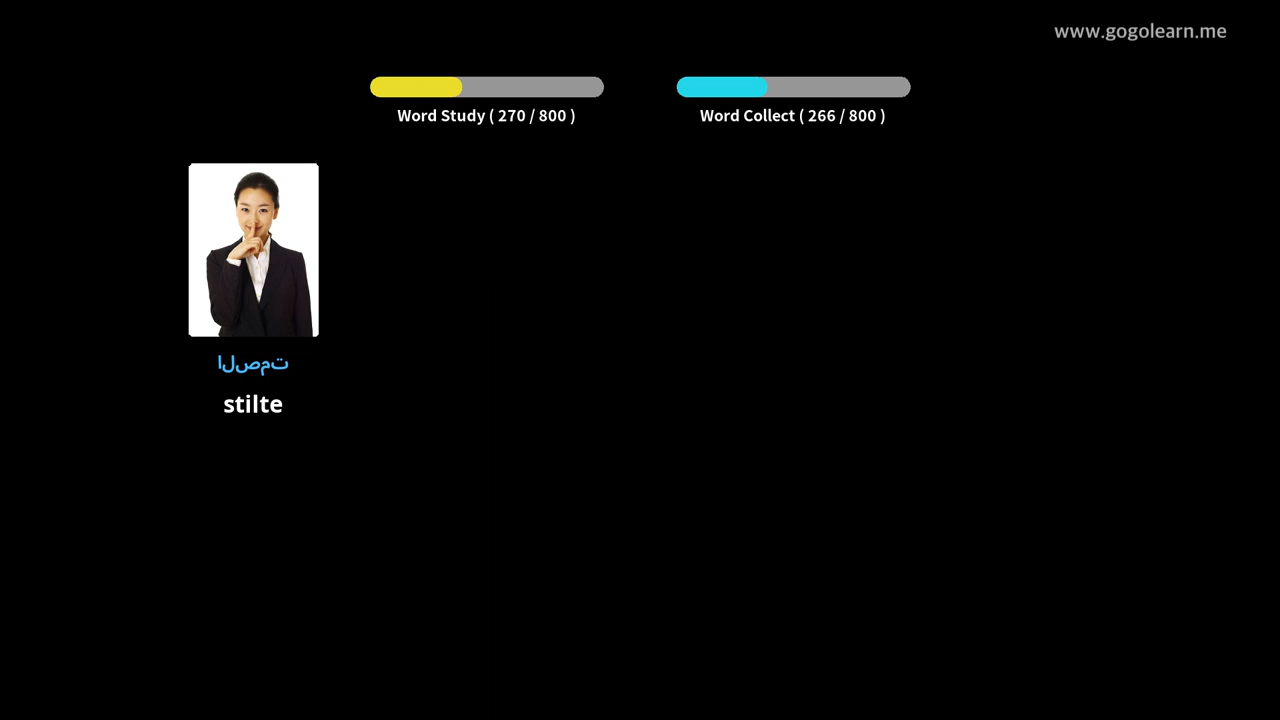 www.gogolearn.me
Word Study ( 270 / 800 )
Word Collect ( 266 / 800 )
الصمت
stilte